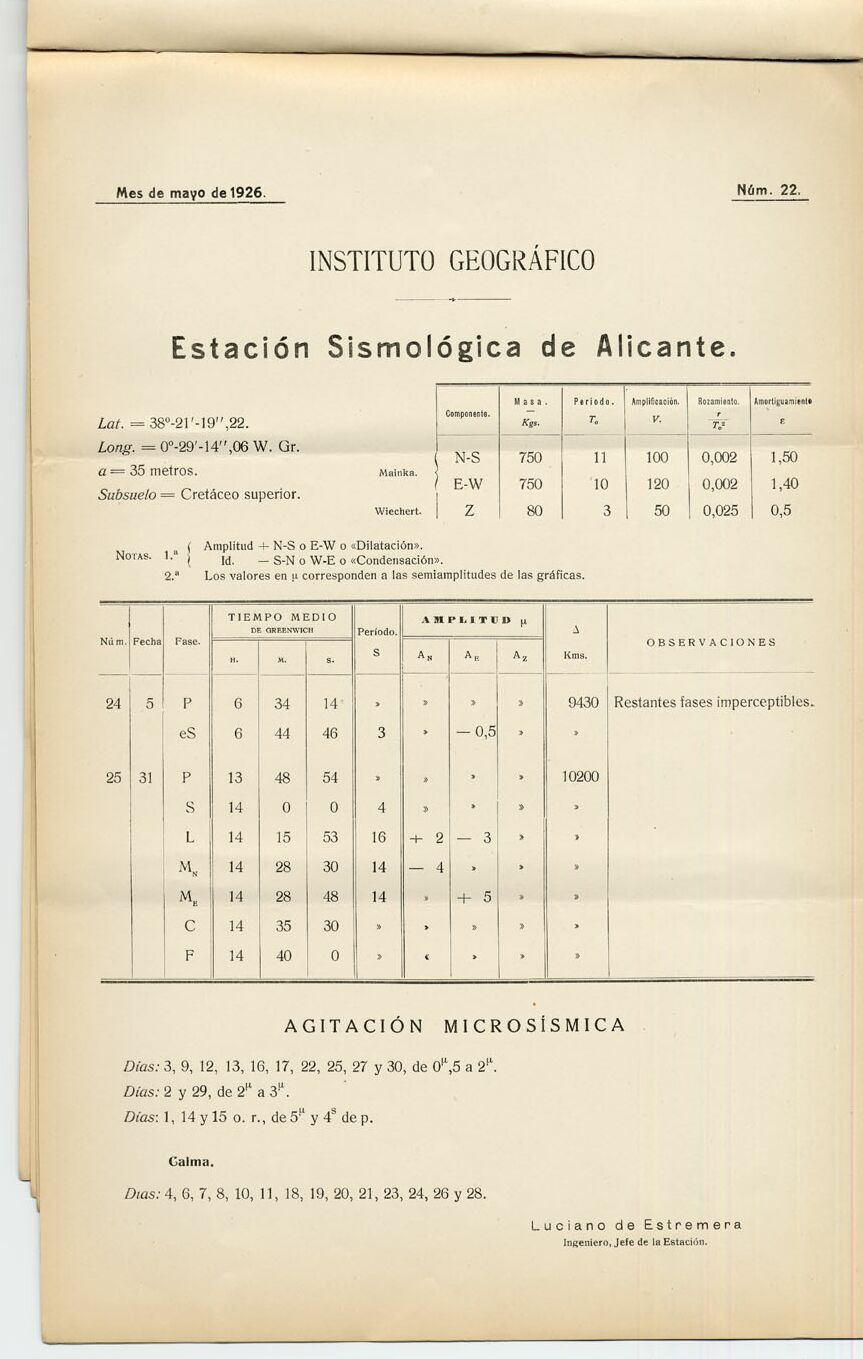 Mes de mayo de 1926.
Núm. 22.
INSTITUTO GEOGRÁFICO
Estación Sismológica de Alicante.
Lat. = 38º-21'-19'',22.
Long. = 0º-29'-14'',06 W. Gr.
a = 35 metros.
Subsuelo = Cretáceo superior.
Componente. Masa. — Kgs. Periodo. T₀ Amplificación. V. Rozamiento. r/T₀² Amortiguamiento ε
Mainka. { N-S 750 11 100 0,002 1,50
E-W 750 10 120 0,002 1,40
Wiechert. Z 80 3 50 0,025 0,5
NOTAS. 1.ª { Amplitud + N-S o E-W o «Dilatación».
Id. — S-N o W-E o «Condensación».
2.ª Los valores en µ corresponden a las semiamplitudes de las gráficas.
Núm. Fecha Fase. TIEMPO MEDIO DE GREENWICH H. M. S. Período. S AMPLITUD µ A_N A_E A_Z Δ Kms. OBSERVACIONES
24 5 P 6 34 14 » » » » 9430 Restantes fases imperceptibles.
eS 6 44 46 3 » — 0,5 » »
25 31 P 13 48 54 » » » » 10200
S 14 0 0 4 » » » »
L 14 15 53 16 + 2 — 3 » »
M_N 14 28 30 14 — 4 » » »
M_E 14 28 48 14 » + 5 » »
C 14 35 30 » » » » »
F 14 40 0 » « » » »
AGITACIÓN MICROSÍSMICA
Días: 3, 9, 12, 13, 16, 17, 22, 25, 27 y 30, de 0µ,5 a 2µ.
Días: 2 y 29, de 2µ a 3µ.
Días: 1, 14 y 15 o. r., de 5µ y 4s de p.
Calma.
Días: 4, 6, 7, 8, 10, 11, 18, 19, 20, 21, 23, 24, 26 y 28.
Luciano de Estremera
Ingeniero, Jefe de la Estación.